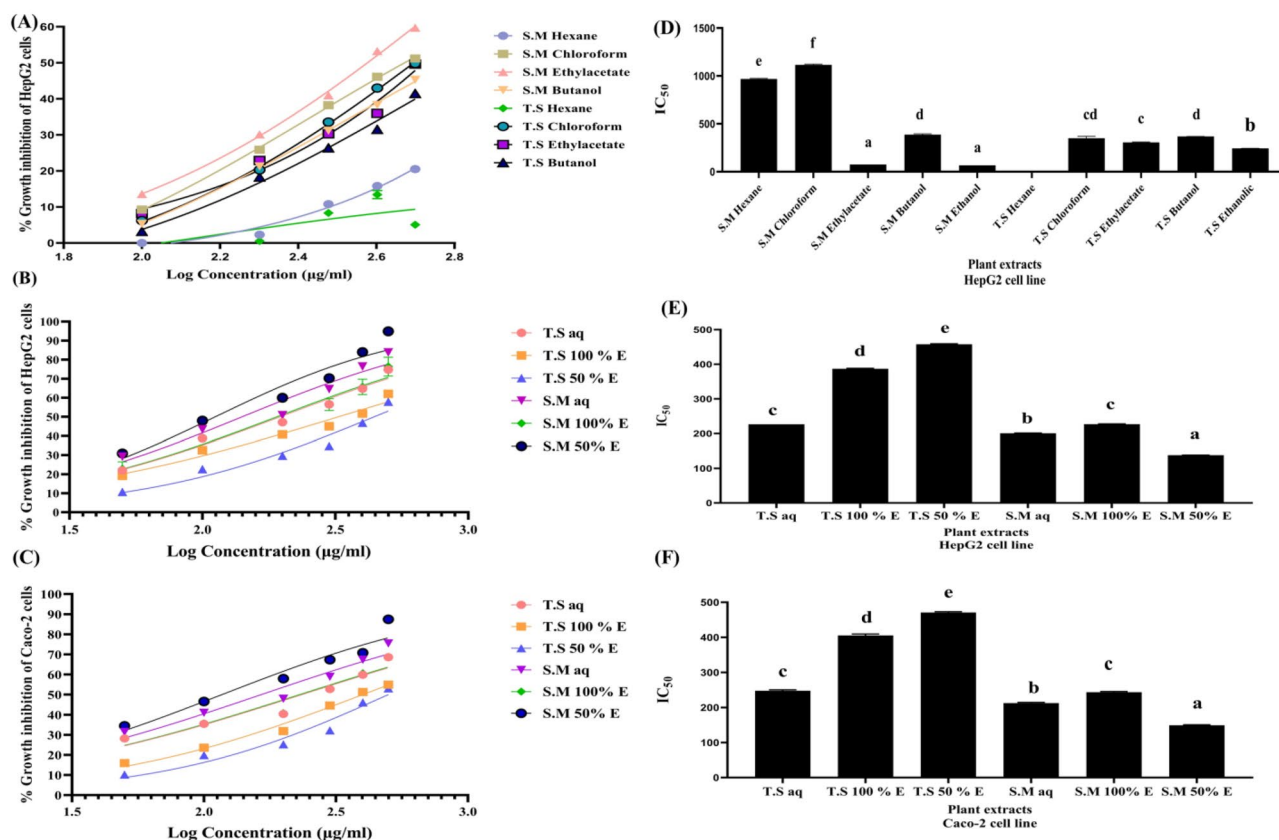 (A)
% Growth inhibition of HepG2 cells
60
50
40
30
20
10
0
1.8
2.0
2.2
2.4
2.6
2.8
Log Concentration (µg/ml)
S.M Hexane
S.M Chloroform
S.M Ethylacetate
S.M Butanol
T.S Hexane
T.S Chloroform
T.S Ethylacetate
T.S Butanol
(B)
% Growth inhibition of HepG2 cells
100
90
80
70
60
50
40
30
20
10
0
1.5
2.0
2.5
3.0
Log Concentration (µg/ml)
T.S aq
T.S 100 % E
T.S 50 % E
S.M aq
S.M 100% E
S.M 50% E
(C)
% Growth inhibition of Caco-2 cells
100
90
80
70
60
50
40
30
20
10
0
1.5
2.0
2.5
3.0
Log Concentration (µg/ml)
T.S aq
T.S 100 % E
T.S 50 % E
S.M aq
S.M 100% E
S.M 50% E
(D)
IC50
1500
1000
500
0
e
f
a
d
a
cd
c
d
b
S.M Hexane
S.M Chloroform
S.M Ethylacetate
S.M Butanol
S.M Ethanol
T.S Hexane
T.S Chloroform
T.S Ethylacetate
T.S Butanol
T.S Ethanolic
Plant extracts
HepG2 cell line
(E)
IC50
500
400
300
200
100
0
c
d
e
b
c
a
T.S aq
T.S 100 % E
T.S 50 % E
S.M aq
S.M 100% E
S.M 50% E
Plant extracts
HepG2 cell line
(F)
IC50
500
400
300
200
100
0
c
d
e
b
c
a
T.S aq
T.S 100 % E
T.S 50 % E
S.M aq
S.M 100% E
S.M 50% E
Plant extracts
Caco-2 cell line